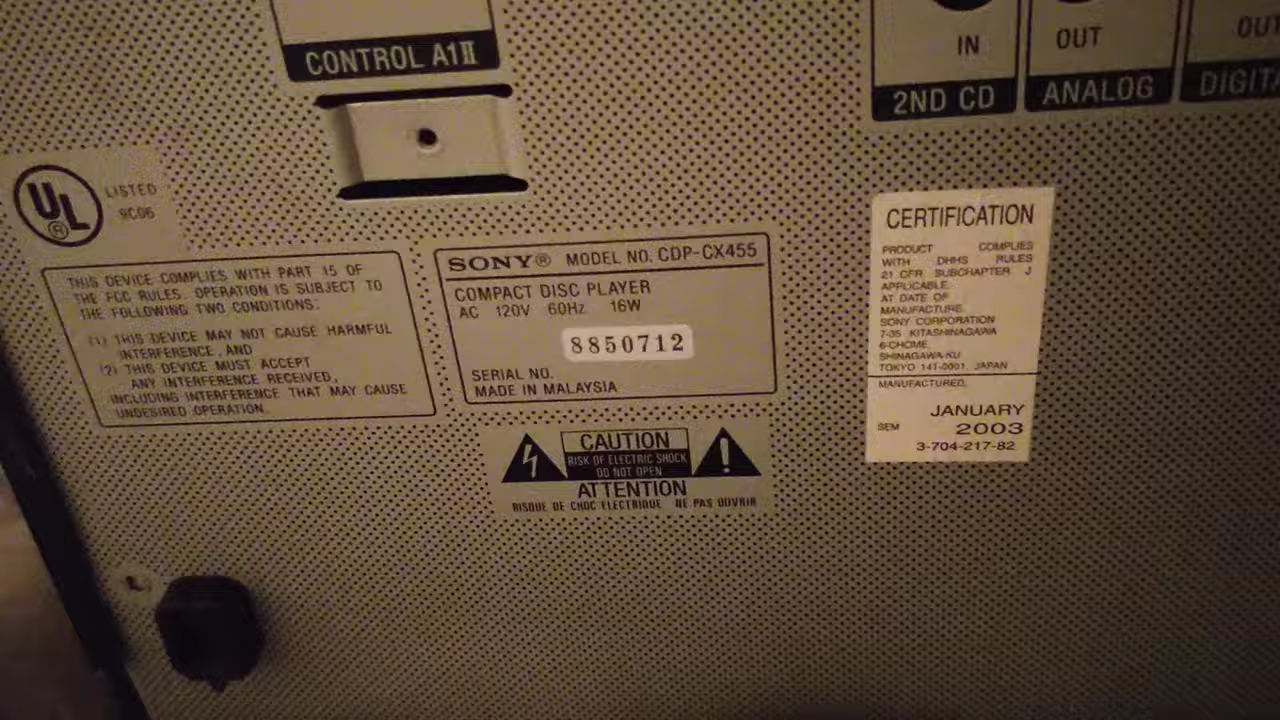 CONTROL A1II
IN
2ND CD
OUT
ANALOG
OUT
DIGITA
UL
®
LISTED
9C06
THIS DEVICE COMPLIES WITH PART 15 OF
THE FCC RULES. OPERATION IS SUBJECT TO
THE FOLLOWING TWO CONDITIONS:
(1) THIS DEVICE MAY NOT CAUSE HARMFUL
INTERFERENCE, AND
(2) THIS DEVICE MUST ACCEPT
ANY INTERFERENCE RECEIVED,
INCLUDING INTERFERENCE THAT MAY CAUSE
UNDESIRED OPERATION.
SONY® MODEL NO. CDP-CX455
COMPACT DISC PLAYER
AC 120V 60Hz 16W
8850712
SERIAL NO.
MADE IN MALAYSIA
CAUTION
RISK OF ELECTRIC SHOCK
DO NOT OPEN
ATTENTION
RISQUE DE CHOC ELECTRIQUE NE PAS OUVRIR
CERTIFICATION
PRODUCT COMPLIES
WITH DHHS RULES
21 CFR SUBCHAPTER J
APPLICABLE
AT DATE OF
MANUFACTURE.
SONY CORPORATION
7-35 KITASHINAGAWA
6-CHOME,
SHINAGAWA-KU
TOKYO 141-0001, JAPAN
MANUFACTURED,
JANUARY
SEM 2003
3-704-217-82